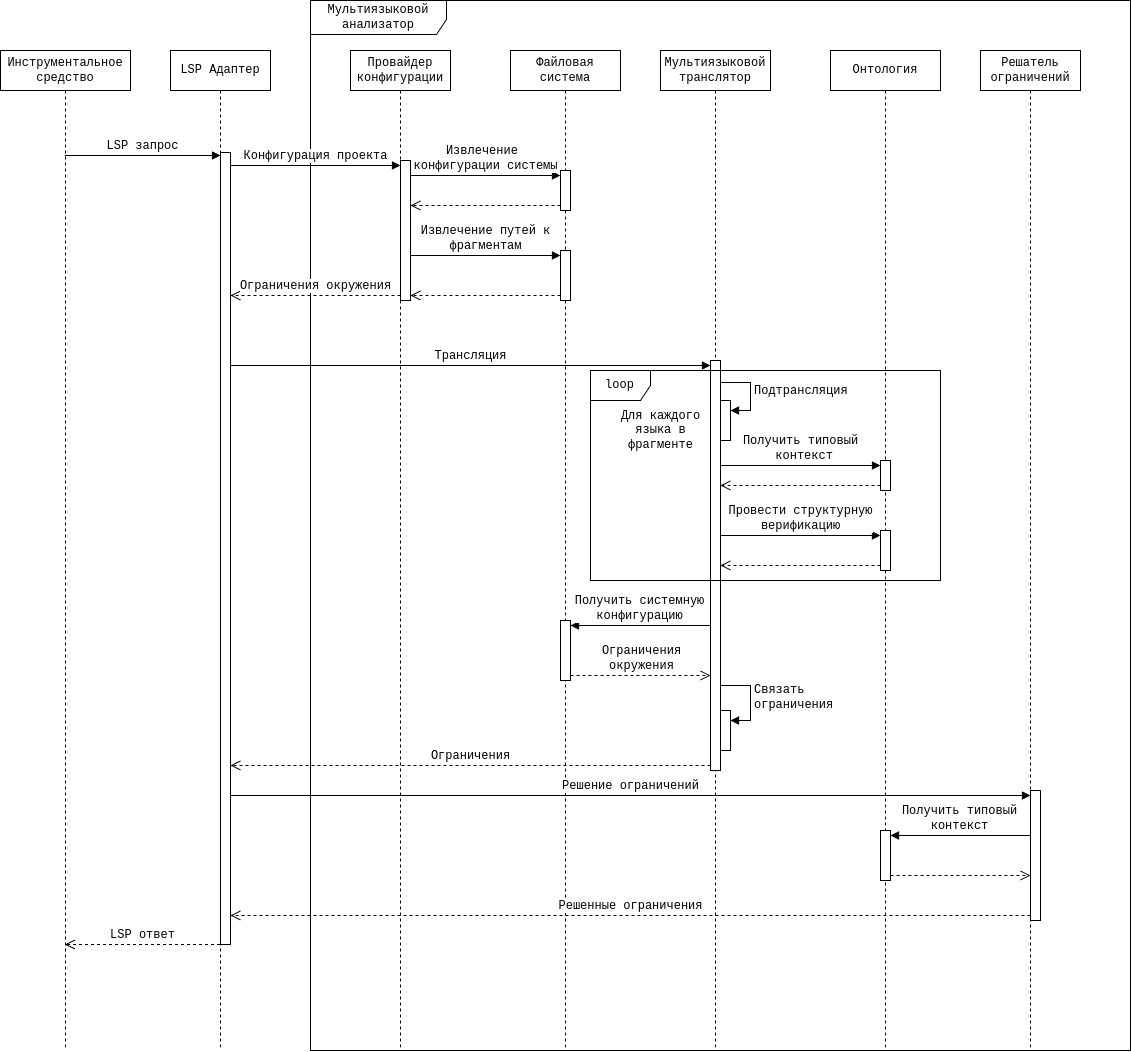 Мультиязыковой
анализатор
Инструментальное
средство
LSP Адаптер
Провайдер
конфигурации
Файловая
система
Мультиязыковой
транслятор
Онтология
Решатель
ограничений
LSP запрос
Конфигурация проекта
Извлечение
конфигурации системы
Извлечение путей к
фрагментам
Ограничения окружения
Трансляция
loop
Для каждого
языка в
фрагменте
Подтрансляция
Получить типовый
контекст
Провести структурную
верификацию
Получить системную
конфигурацию
Ограничения
окружения
Связать
ограничения
Ограничения
Решение ограничений
Получить типовый
контекст
Решенные ограничения
LSP ответ